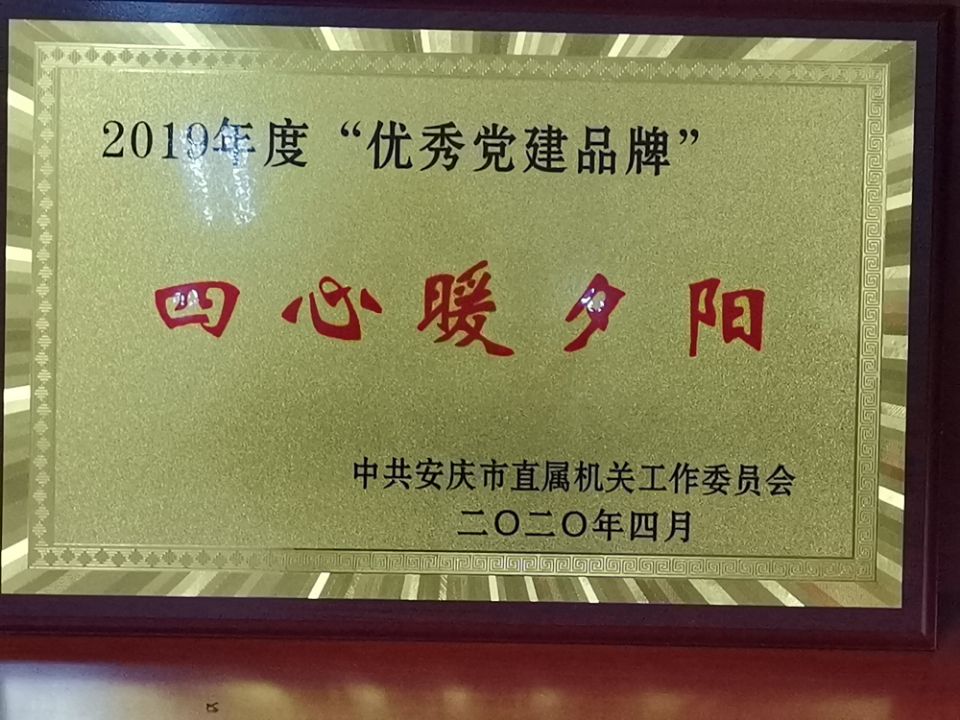 2019年度“优秀党建品牌”
四心暖夕阳
中共安庆市直属机关工作委员会
二〇二〇年四月